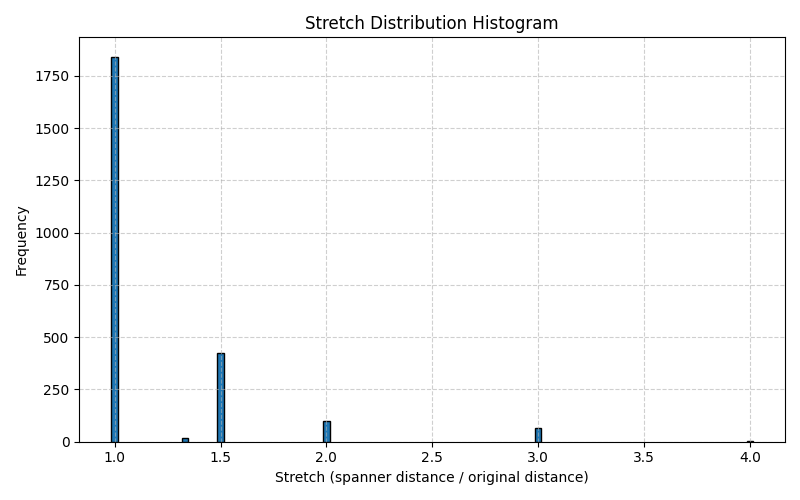 Stretch Distribution Histogram
Frequency
1750
1500
1250
1000
750
500
250
0
1.0 1.5 2.0 2.5 3.0 3.5 4.0
Stretch (spanner distance / original distance)